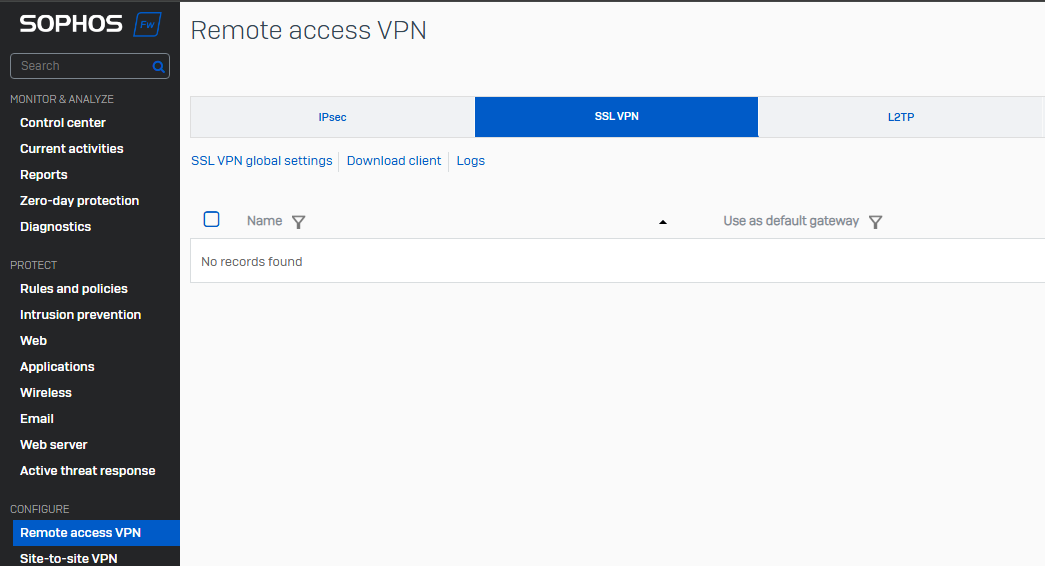 SOPHOS Fw
Search
MONITOR & ANALYZE
Control center
Current activities
Reports
Zero-day protection
Diagnostics
PROTECT
Rules and policies
Intrusion prevention
Web
Applications
Wireless
Email
Web server
Active threat response
CONFIGURE
Remote access VPN
Site-to-site VPN
Remote access VPN
IPsec SSL VPN L2TP
SSL VPN global settings Download client Logs
Name Use as default gateway
No records found